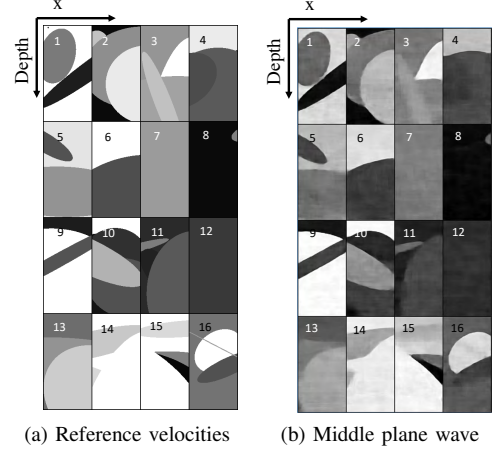 x x
Depth Depth
1 2 3 4 1 2 3 4
5 6 7 8 5 6 7 8
9 10 11 12 9 10 11 12
13 14 15 16 13 14 15 16
(a) Reference velocities (b) Middle plane wave